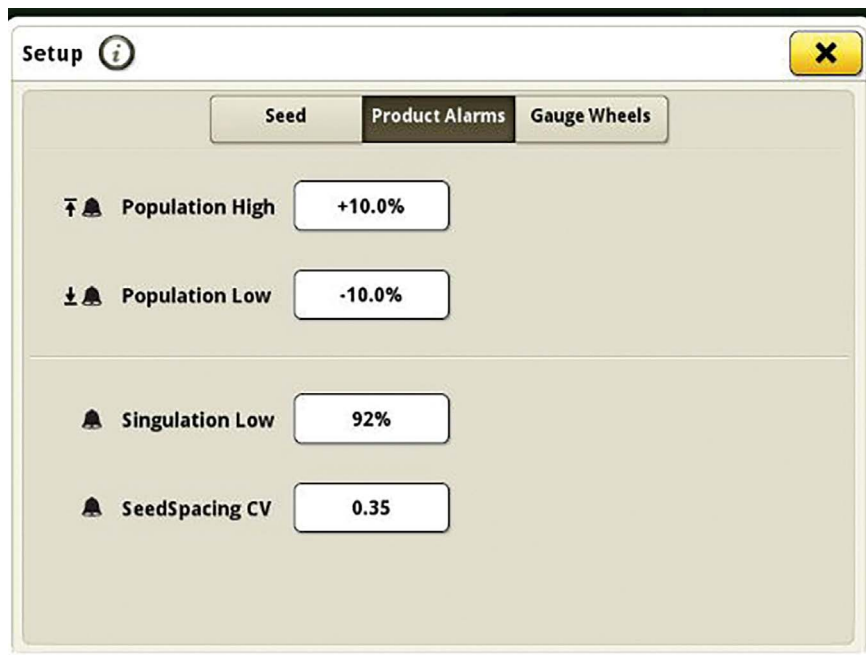 Setup
Seed
Product Alarms
Gauge Wheels
Population High
+10.0%
Population Low
-10.0%
Singulation Low
92%
SeedSpacing CV
0.35